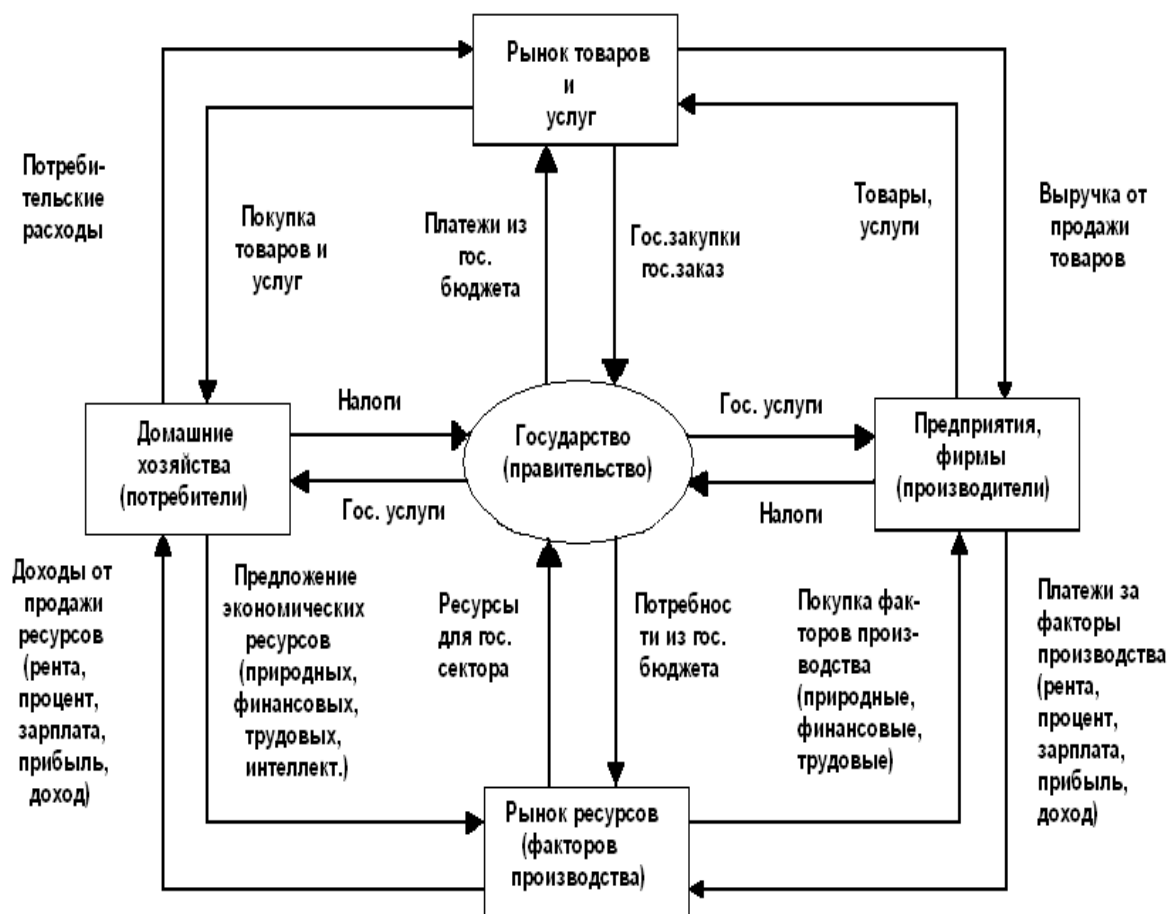 Рынок товаров
и
услуг
Потреби-
тельские
расходы
Покупка
товаров и
услуг
Платежи из
гос.
бюджета
Гос.закупки
гос.заказ
Товары,
услуги
Выручка от
продажи
товаров
Домашние
хозяйства
(потребители)
Налоги
Гос. услуги
Государство
(правительство)
Гос. услуги
Налоги
Предприятия,
фирмы
(производители)
Доходы от
продажи
ресурсов
(рента,
процент,
зарплата,
прибыль,
доход)
Предложение
экономических
ресурсов
(природных,
финансовых,
трудовых,
интеллект.)
Ресурсы
для гос.
сектора
Потребнос
ти из гос.
бюджета
Покупка фак-
торов произ-
водства
(природные,
финансовые,
трудовые)
Платежи за
факторы
производства
(рента,
процент,
зарплата,
прибыль,
доход)
Рынок ресурсов
(факторов
производства)